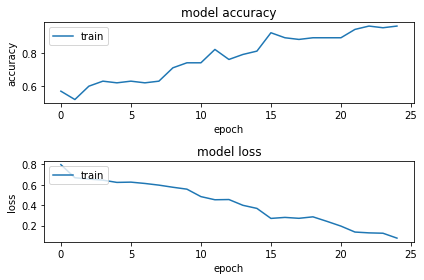 model accuracy
train
0.8
0.6
accuracy
0 5 10 15 20 25
epoch
model loss
train
0.8
0.6
0.4
0.2
loss
0 5 10 15 20 25
epoch